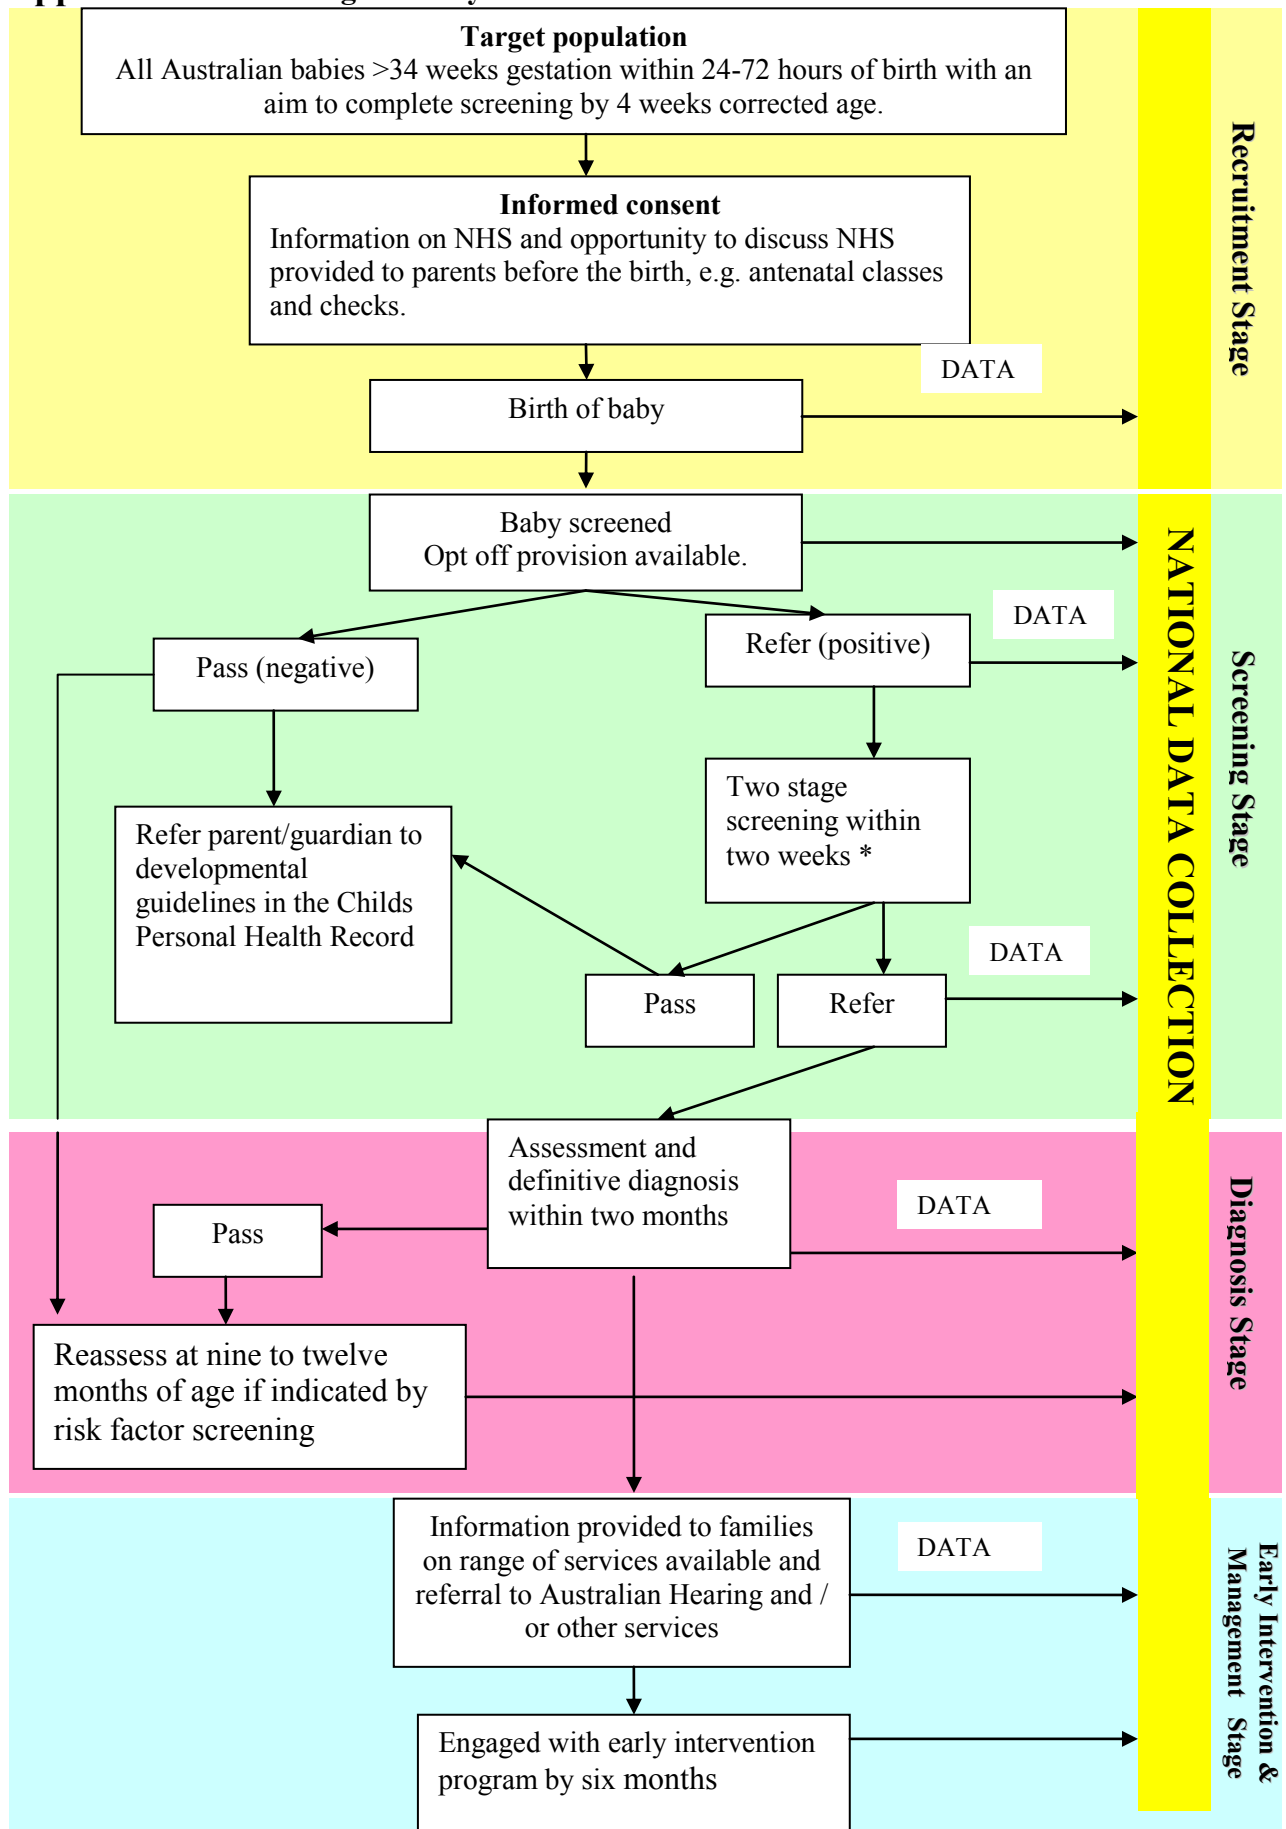 Target population
All Australian babies >34 weeks gestation within 24-72 hours of birth with an
aim to complete screening by 4 weeks corrected age.
Informed consent
Information on NHS and opportunity to discuss NHS
provided to parents before the birth, e.g. antenatal classes
and checks.
DATA
Birth of baby
Recruitment Stage
Baby screened
Opt off provision available.
DATA
Pass (negative)
Refer (positive)
Two stage
screening within
two weeks *
Refer parent/guardian to
developmental
guidelines in the Childs
Personal Health Record
DATA
Pass
Refer
Screening Stage
NATIONAL DATA COLLECTION
Assessment and
definitive diagnosis
within two months
DATA
Pass
Reassess at nine to twelve
months of age if indicated by
risk factor screening
Diagnosis Stage
Information provided to families
on range of services available and
referral to Australian Hearing and /
or other services
DATA
Engaged with early intervention
program by six months
Early Intervention &
Management Stage